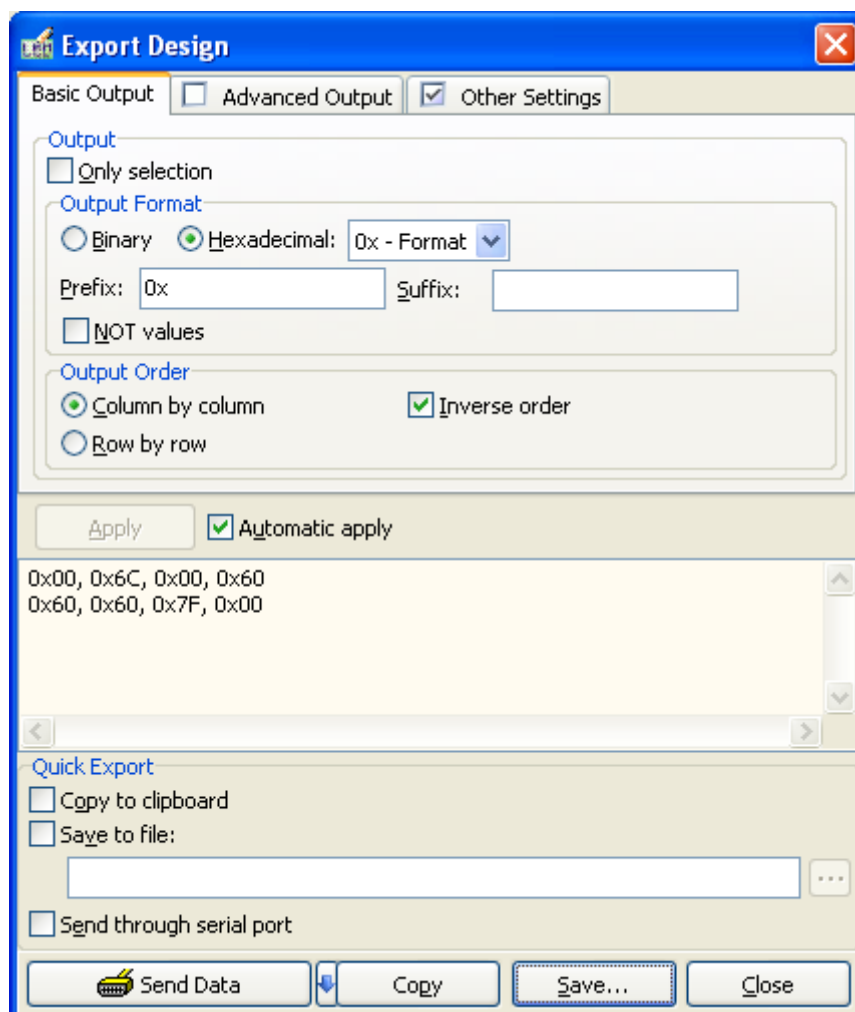 Export Design
Basic Output Advanced Output Other Settings
Output
Only selection
Output Format
Binary Hexadecimal: 0x - Format
Prefix: 0x Suffix:
NOT values
Output Order
Column by column Inverse order
Row by row
Apply Automatic apply
0x00, 0x6C, 0x00, 0x60
0x60, 0x60, 0x7F, 0x00
Quick Export
Copy to clipboard
Save to file:
...
Send through serial port
Send Data Copy Save... Close